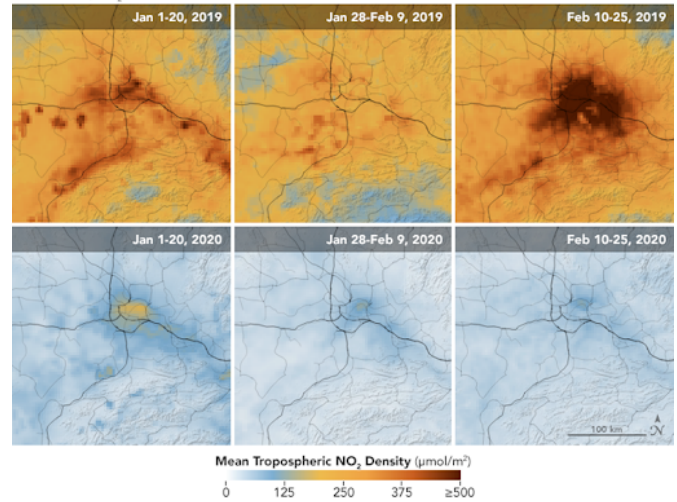 Jan 1-20, 2019
Jan 28-Feb 9, 2019
Feb 10-25, 2019
Jan 1-20, 2020
Jan 28-Feb 9, 2020
Feb 10-25, 2020
100 km
N
Mean Tropospheric NO₂ Density (μmol/m²)
0 125 250 375 ≥500